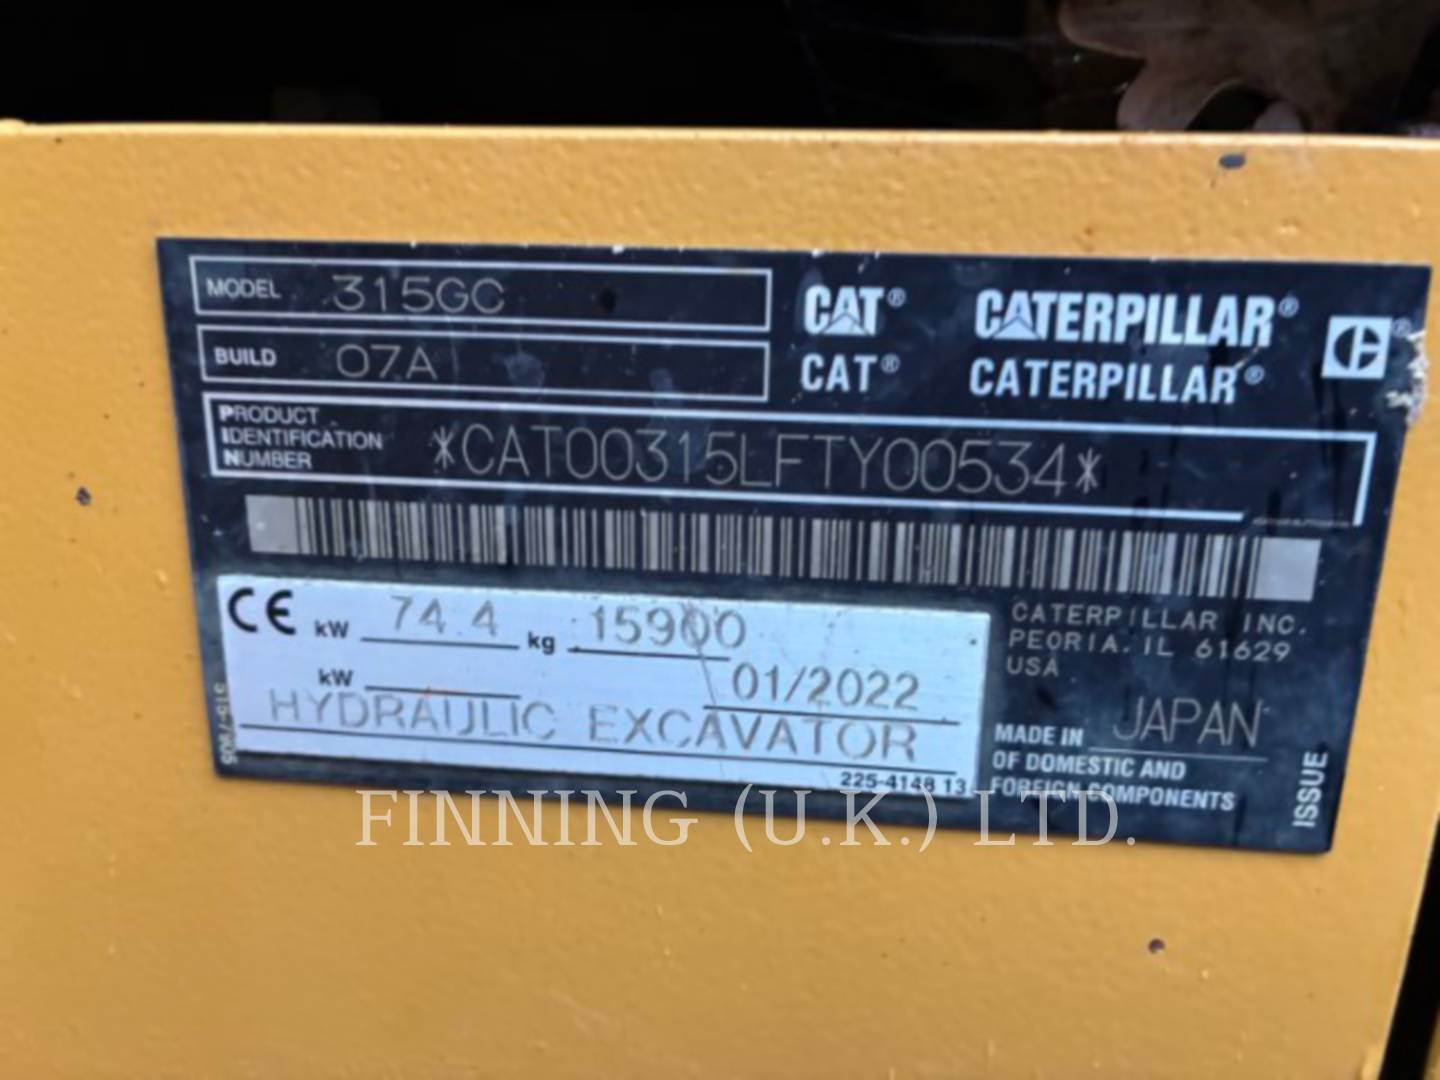 MODEL 315GC
BUILD 07A
CAT® CATERPILLAR®
CAT® CATERPILLAR®
PRODUCT
IDENTIFICATION
NUMBER
*CAT00315LFTY00534*
CE kW 74.4 kg 15900
kW 01/2022
HYDRAULIC EXCAVATOR
225-4148 13
CATERPILLAR INC.
PEORIA, IL 61629
USA
MADE IN JAPAN
OF DOMESTIC AND
FOREIGN COMPONENTS
ISSUE
FINNING (U.K.) LTD.